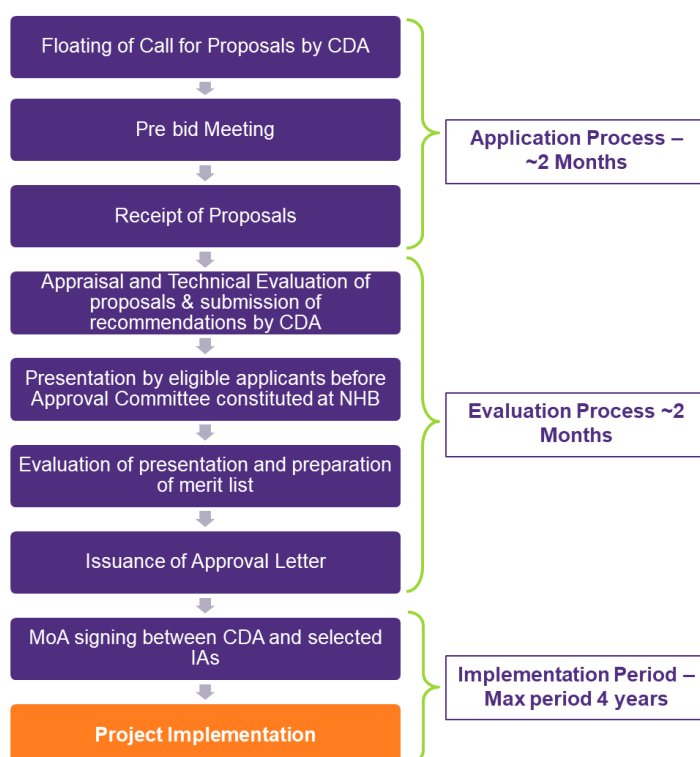 Floating of Call for Proposals by CDA
Pre bid Meeting
Receipt of Proposals
Application Process –
~2 Months
Appraisal and Technical Evaluation of
proposals & submission of
recommendations by CDA
Presentation by eligible applicants before
Approval Committee constituted at NHB
Evaluation of presentation and preparation
of merit list
Issuance of Approval Letter
Evaluation Process ~2
Months
MoA signing between CDA and selected
IAs
Project Implementation
Implementation Period –
Max period 4 years